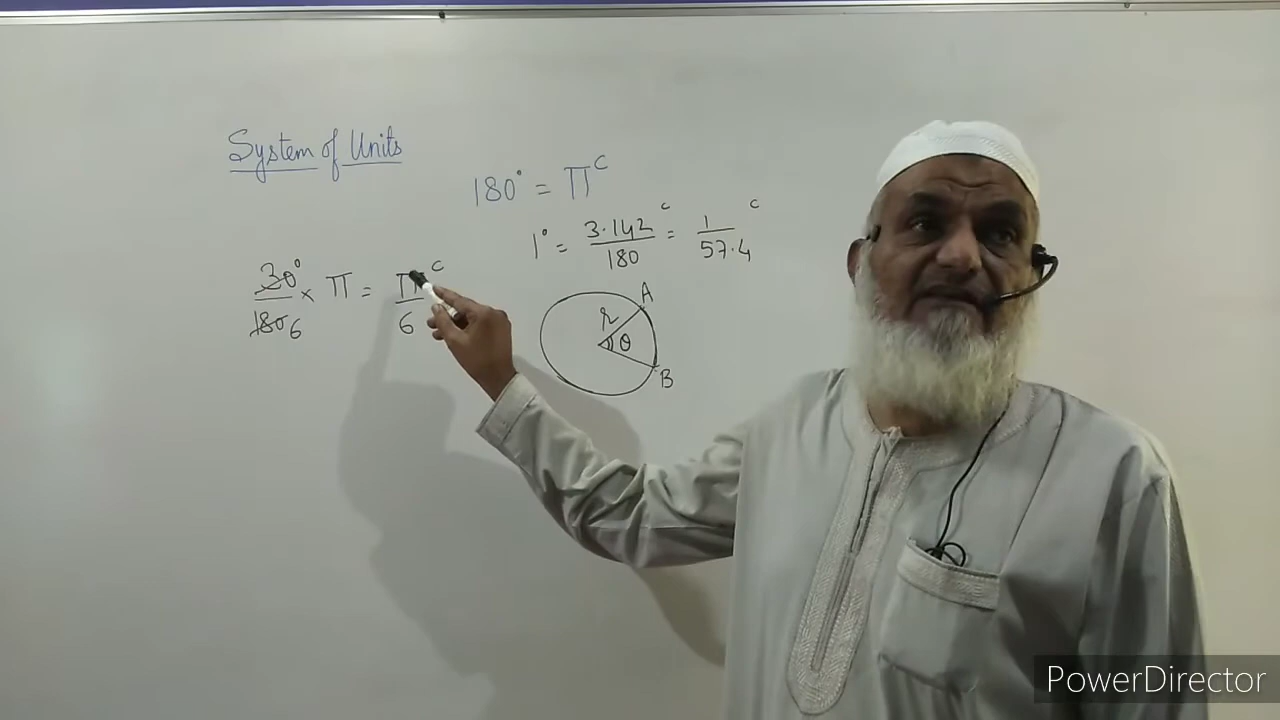 System of Units
180° = π^c
1° = 3.142/180 ^c = 1/57.4 ^c
30°/180 6 × π = π/6 ^c
A
r
θ
B
PowerDirector